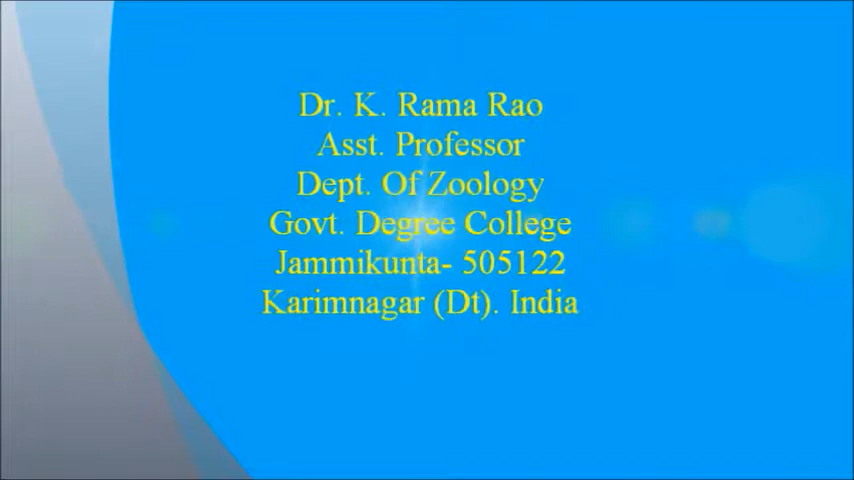 Dr. K. Rama Rao
Asst. Professor
Dept. Of Zoology
Govt. Degree College
Jammikunta- 505122
Karimnagar (Dt). India